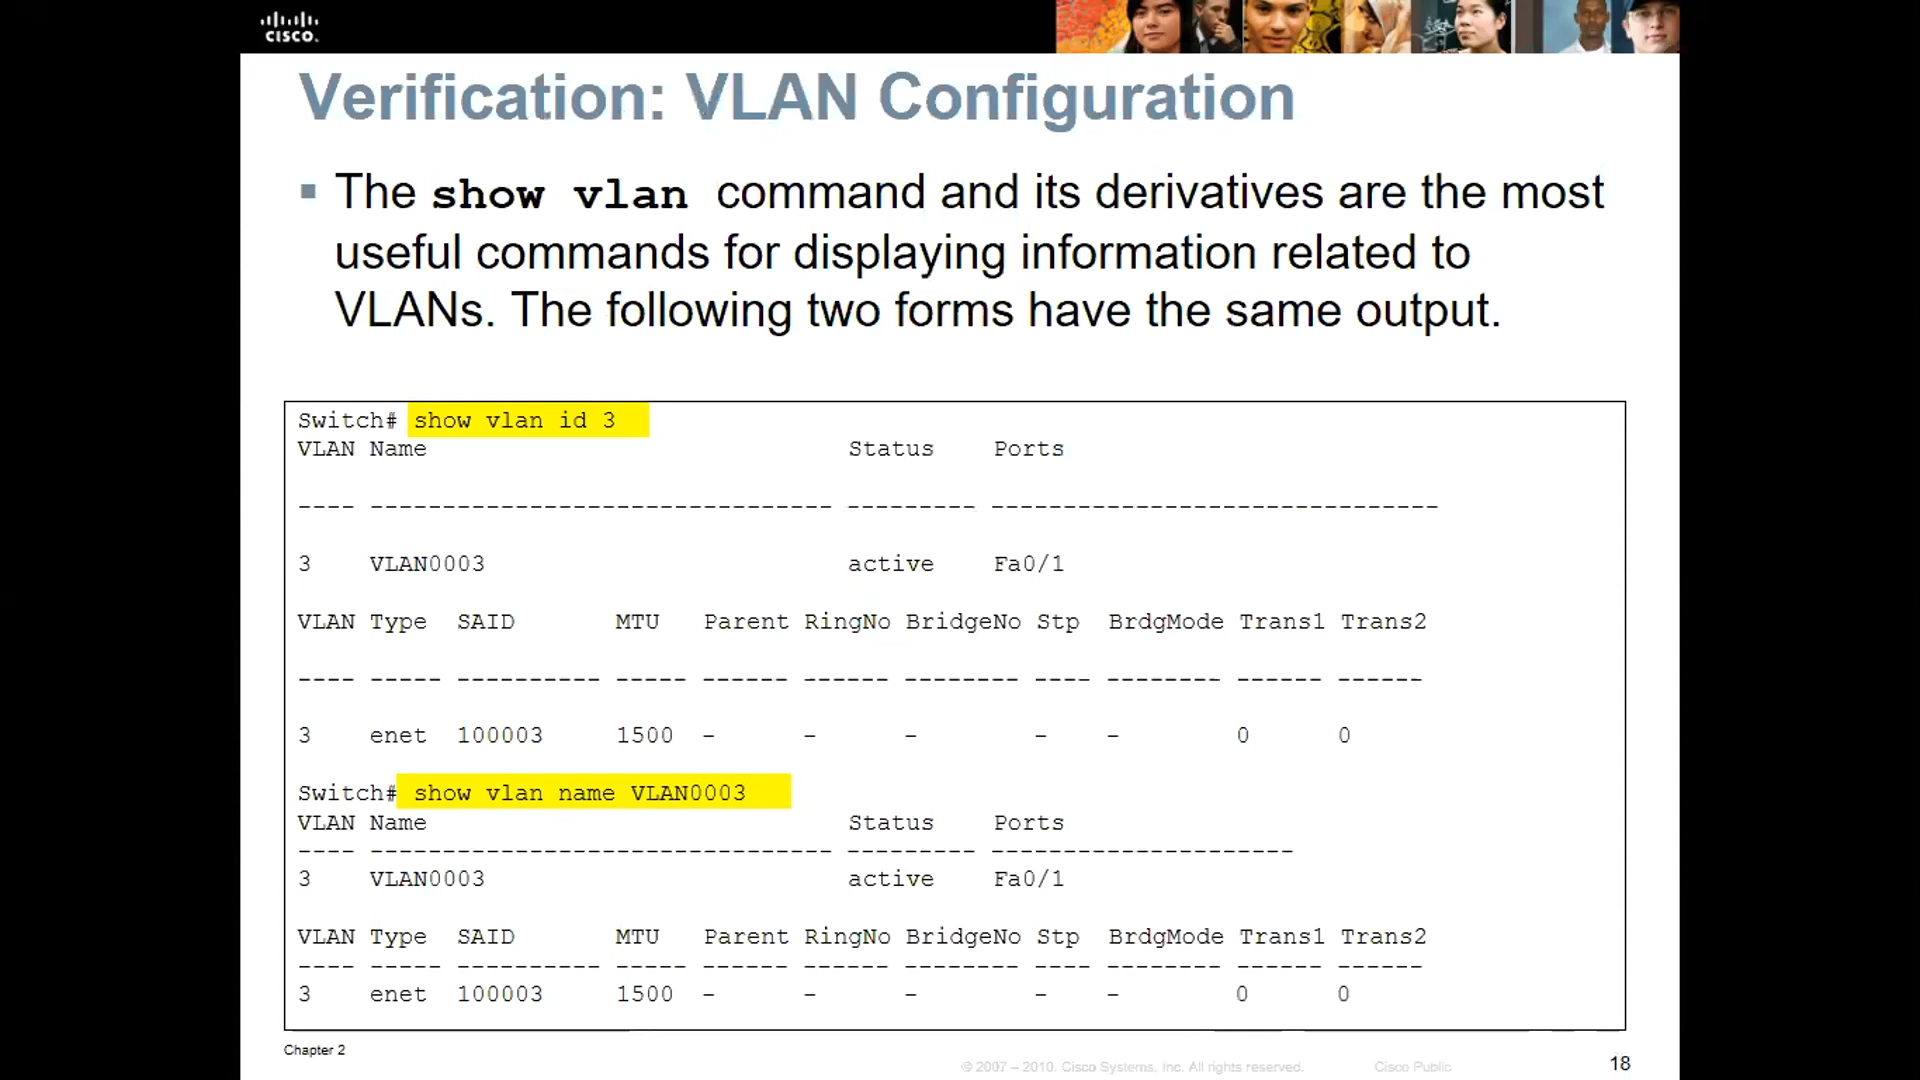 CISCO.
Verification: VLAN Configuration
▪ The show vlan command and its derivatives are the most
useful commands for displaying information related to
VLANs. The following two forms have the same output.
Switch# show vlan id 3
VLAN Name                             Status    Ports
---- -------------------------------- --------- -------------------------------
3    VLAN0003                         active    Fa0/1
VLAN Type  SAID       MTU   Parent RingNo BridgeNo Stp  BrdgMode Trans1 Trans2
---- ----- ---------- ----- ------ ------ -------- ---- -------- ------ ------
3    enet  100003     1500  -      -      -        -    -        0      0
Switch# show vlan name VLAN0003
VLAN Name                             Status    Ports
---- -------------------------------- --------- ---------------------
3    VLAN0003                         active    Fa0/1
VLAN Type  SAID       MTU   Parent RingNo BridgeNo Stp  BrdgMode Trans1 Trans2
---- ----- ---------- ----- ------ ------ -------- ---- -------- ------ ------
3    enet  100003     1500  -      -      -        -    -        0      0
Chapter 2
© 2007 – 2010, Cisco Systems, Inc. All rights reserved. Cisco Public
18